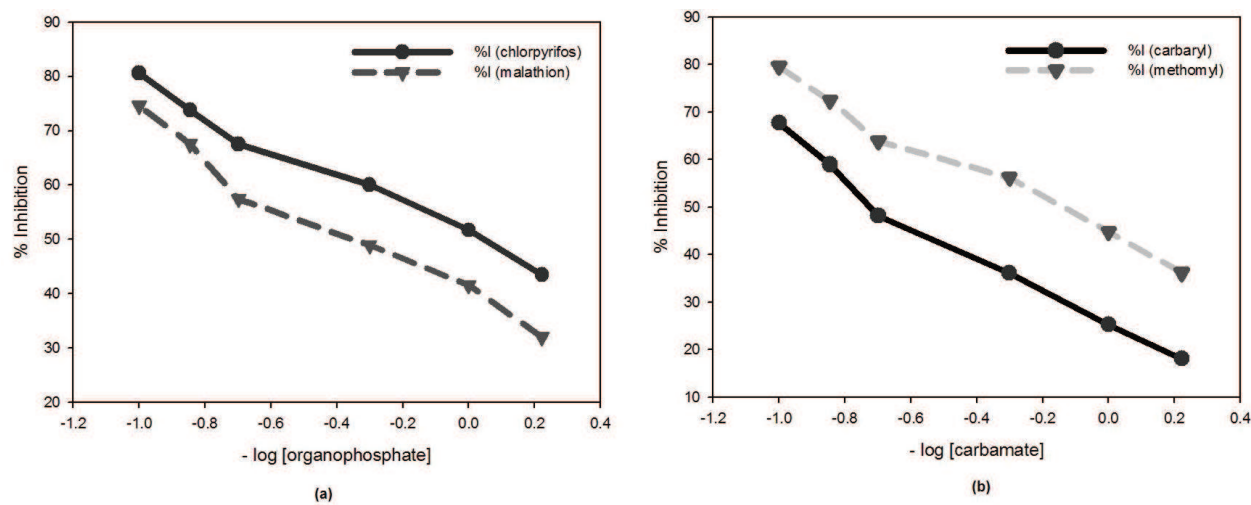 90
80
70
60
50
40
30
20
% Inhibition
%I (chlorpyrifos)
%I (malathion)
-1.2 -1.0 -0.8 -0.6 -0.4 -0.2 0.0 0.2 0.4
- log [organophosphate]
(a)
90
80
70
60
50
40
30
20
10
% Inhibition
%I (carbaryl)
%I (methomyl)
-1.2 -1.0 -0.8 -0.6 -0.4 -0.2 0.0 0.2 0.4
- log [carbamate]
(b)